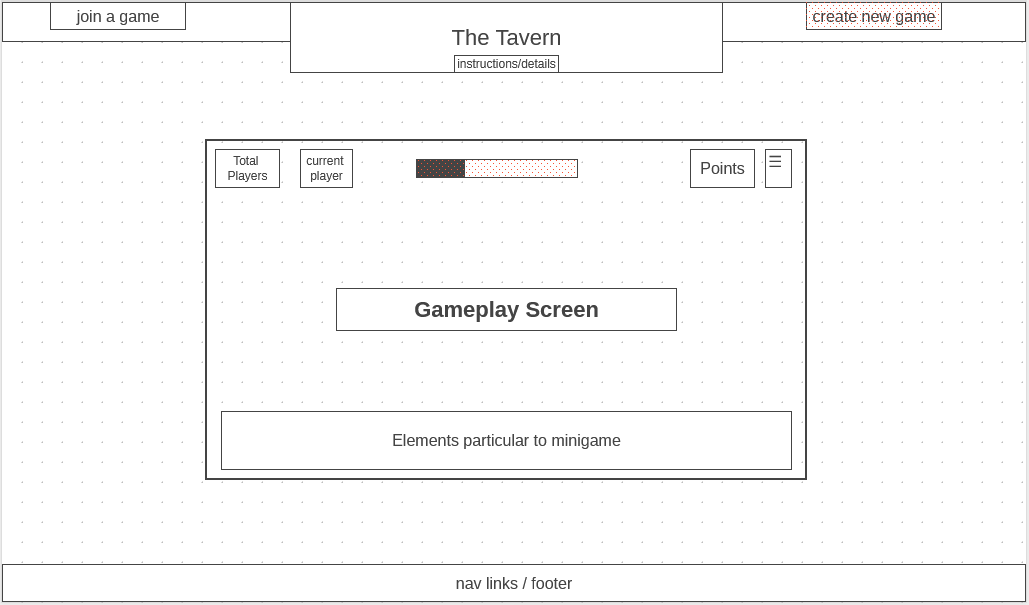 join a game
create new game
The Tavern
instructions/details
Total
Players
current
player
Points
☰
Gameplay Screen
Elements particular to minigame
nav links / footer